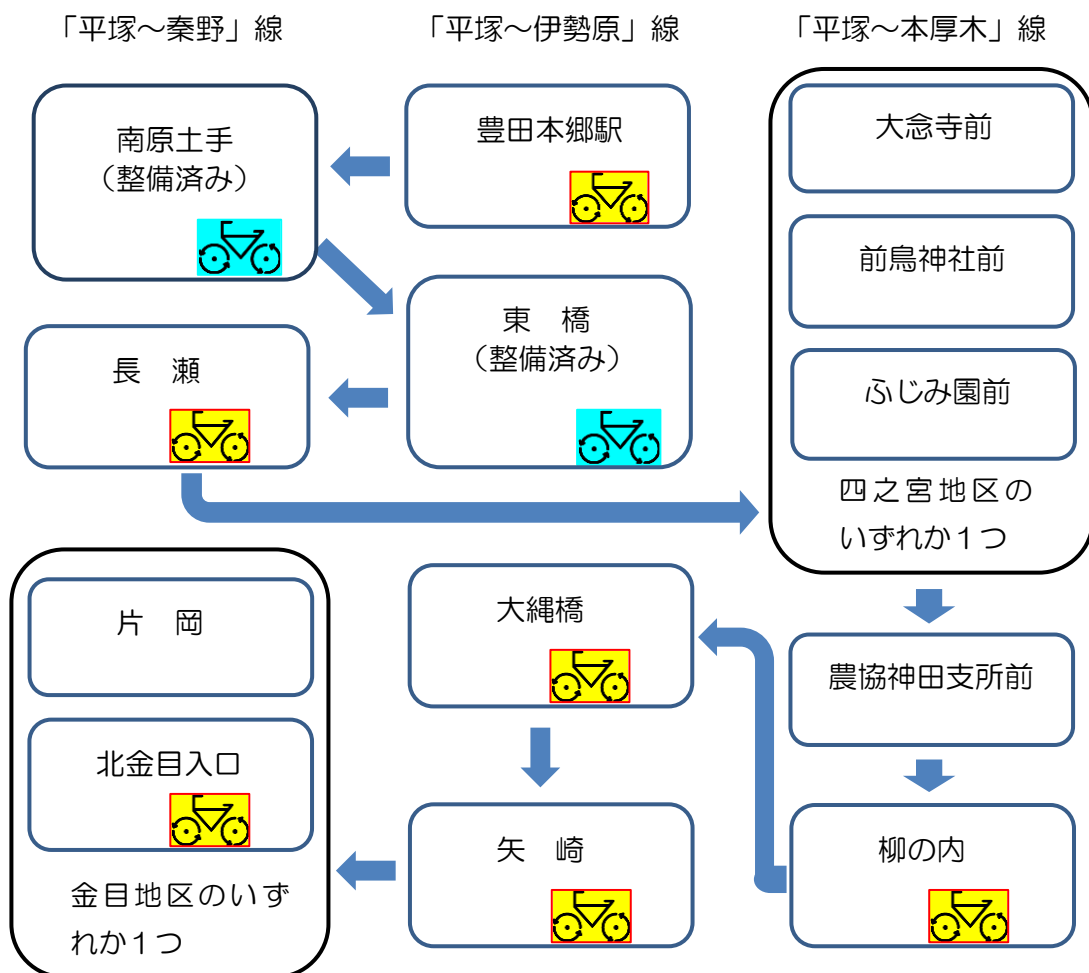 「平塚～秦野」線
「平塚～伊勢原」線
「平塚～本厚木」線
南原土手
（整備済み）
豊田本郷駅
大念寺前
前鳥神社前
東　橋
（整備済み）
長　瀬
ふじみ園前
四之宮地区の
いずれか１つ
片　岡
大縄橋
農協神田支所前
北金目入口
矢　崎
柳の内
金目地区のいず
れか１つ